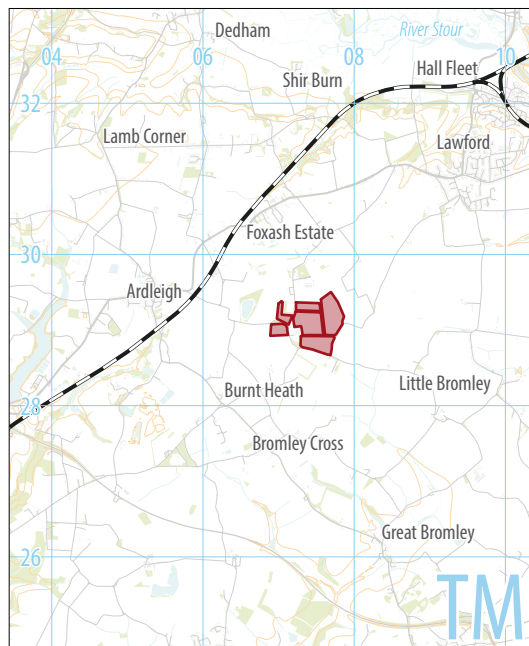 Dedham
River Stour
04
06
08
10
Hall Fleet
Shir Burn
32
Lamb Corner
Lawford
Foxash Estate
30
Ardleigh
Burnt Heath
Little Bromley
28
Bromley Cross
Great Bromley
26
TM